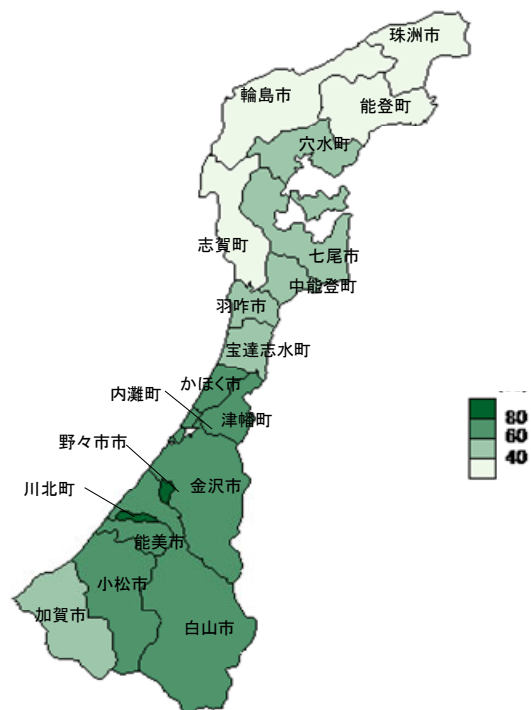 珠洲市
輪島市
能登町
穴水町
志賀町
七尾市
中能登町
羽咋市
宝達志水町
かほく市
内灘町
津幡町
野々市市
金沢市
川北町
能美市
小松市
加賀市
白山市
80
60
40